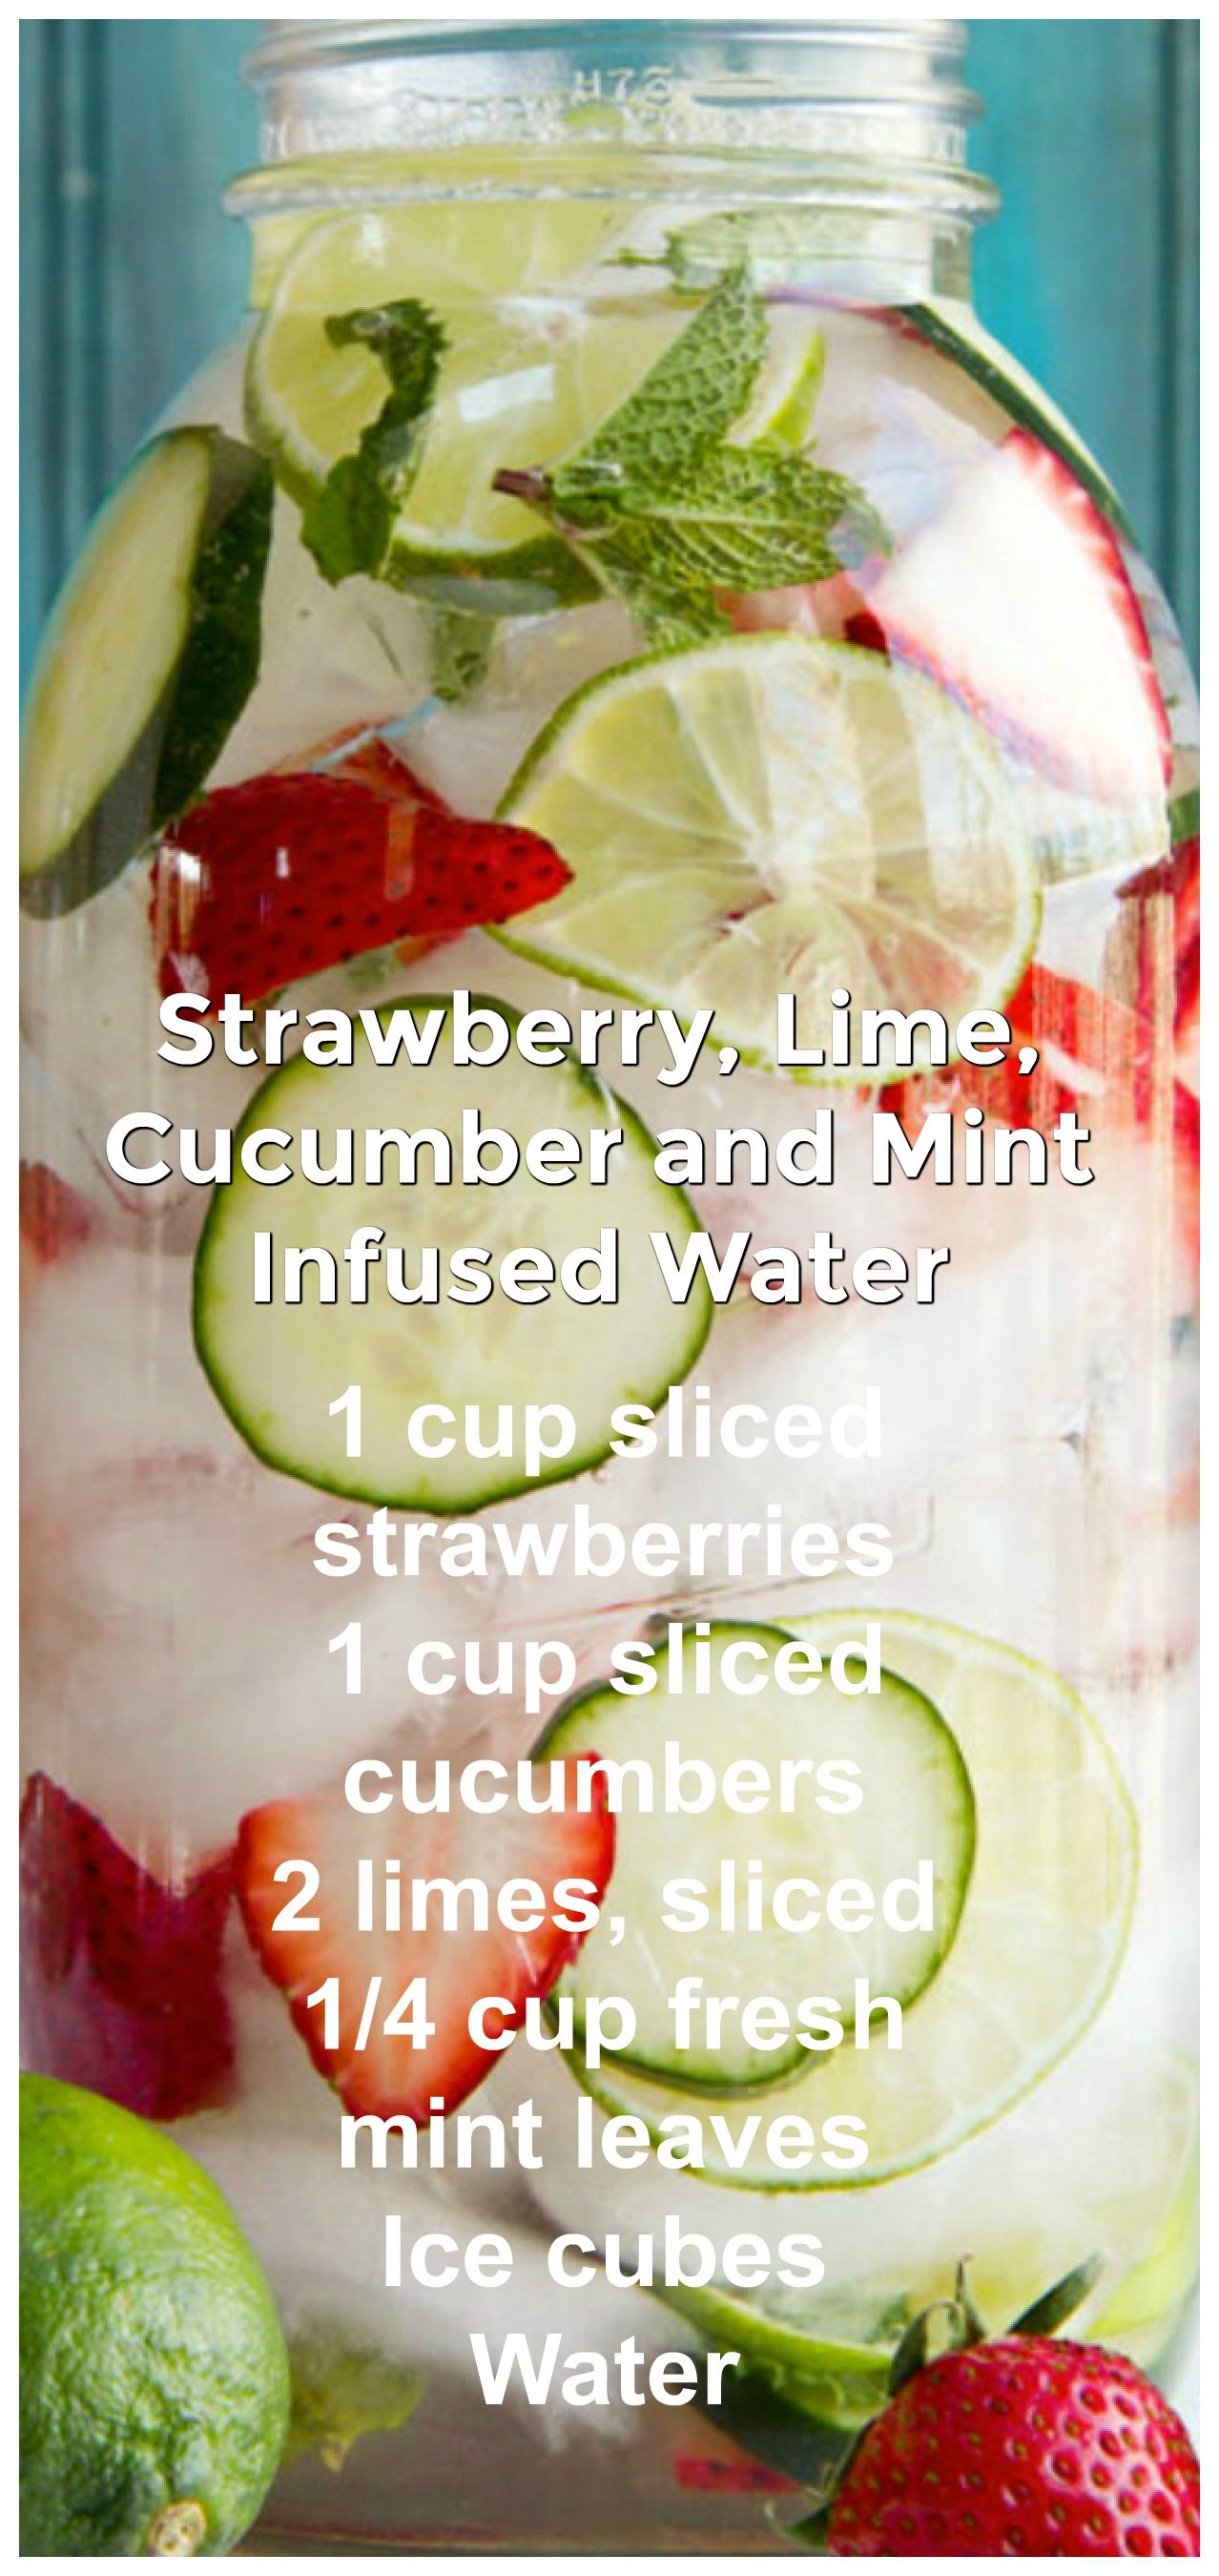 Strawberry, Lime,
Cucumber and Mint
Infused Water
1 cup sliced
strawberries
1 cup sliced
cucumbers
2 limes, sliced
1/4 cup fresh
mint leaves
Ice cubes
Water